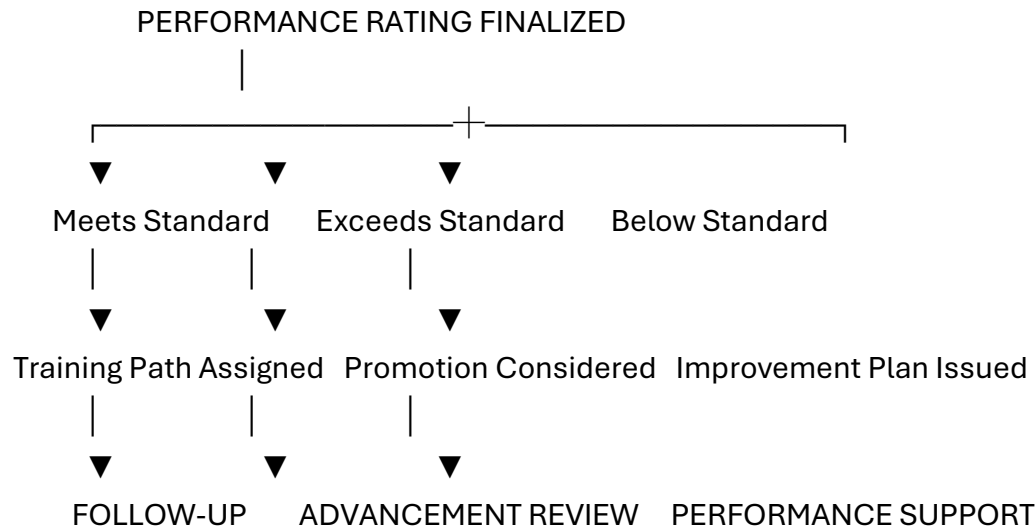 PERFORMANCE RATING FINALIZED
Meets Standard Exceeds Standard Below Standard
Training Path Assigned Promotion Considered Improvement Plan Issued
FOLLOW-UP ADVANCEMENT REVIEW PERFORMANCE SUPPORT